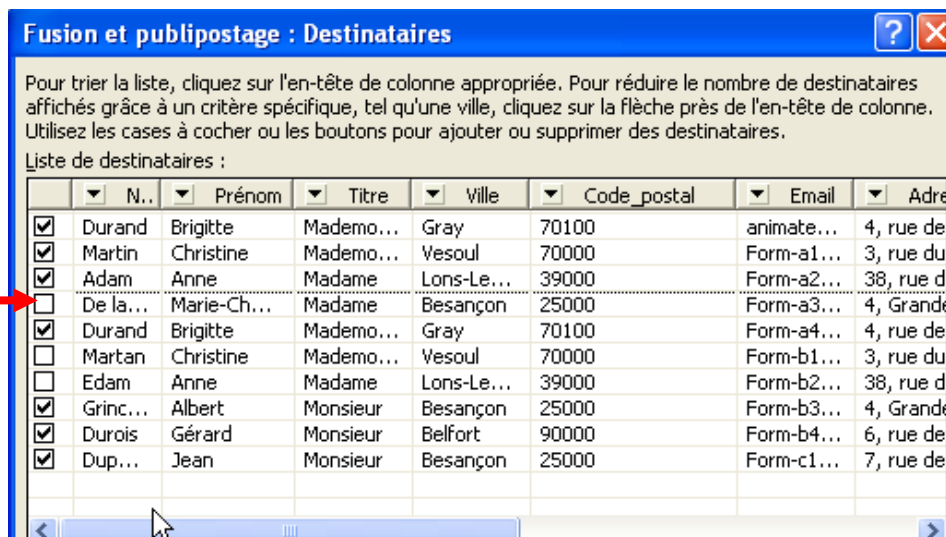 Fusion et publipostage : Destinataires
Pour trier la liste, cliquez sur l'en-tête de colonne appropriée. Pour réduire le nombre de destinataires
affichés grâce à un critère spécifique, tel qu'une ville, cliquez sur la flèche près de l'en-tête de colonne.
Utilisez les cases à cocher ou les boutons pour ajouter ou supprimer des destinataires.
Liste de destinataires :
N... Prénom Titre Ville Code_postal Email Adre
Durand Brigitte Mademo... Gray 70100 animate... 4, rue de
Martin Christine Mademo... Vesoul 70000 Form-a1... 3, rue du
Adam Anne Madame Lons-Le... 39000 Form-a2... 38, rue d
De la... Marie-Ch... Madame Besançon 25000 Form-a3... 4, Grande
Durand Brigitte Mademo... Gray 70100 Form-a4... 4, rue de
Martan Christine Mademo... Vesoul 70000 Form-b1... 3, rue du
Edam Anne Madame Lons-Le... 39000 Form-b2... 38, rue d
Grinc... Albert Monsieur Besançon 25000 Form-b3... 4, Grande
Durois Gérard Monsieur Belfort 90000 Form-b4... 6, rue de
Dup... Jean Monsieur Besançon 25000 Form-c1... 7, rue de